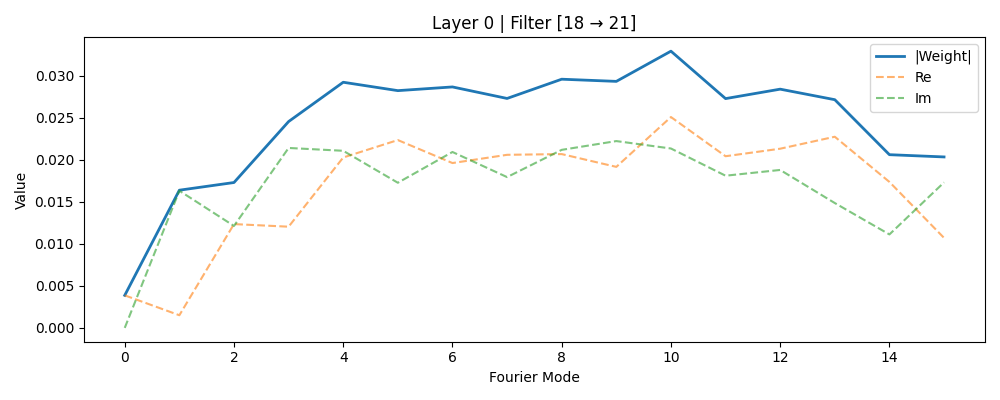 Layer 0 | Filter [18 → 21]
|Weight|
Re
Im
Value
0.030
0.025
0.020
0.015
0.010
0.005
0.000
0 2 4 6 8 10 12 14
Fourier Mode